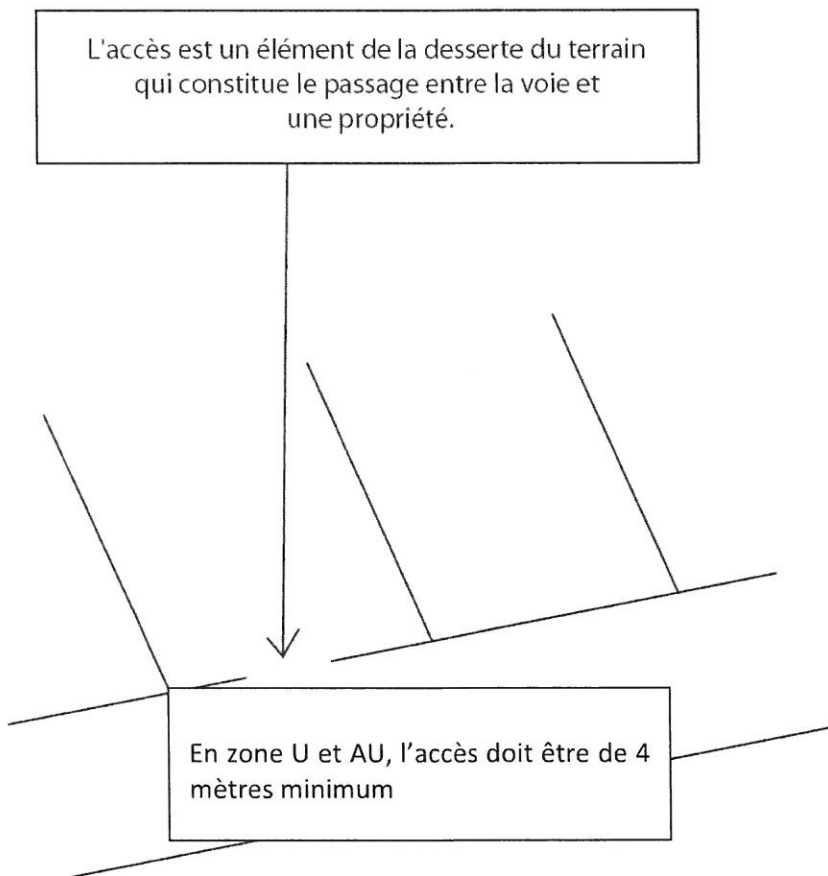 L'accès est un élément de la desserte du terrain
qui constitue le passage entre la voie et
une propriété.
En zone U et AU, l’accès doit être de 4
mètres minimum